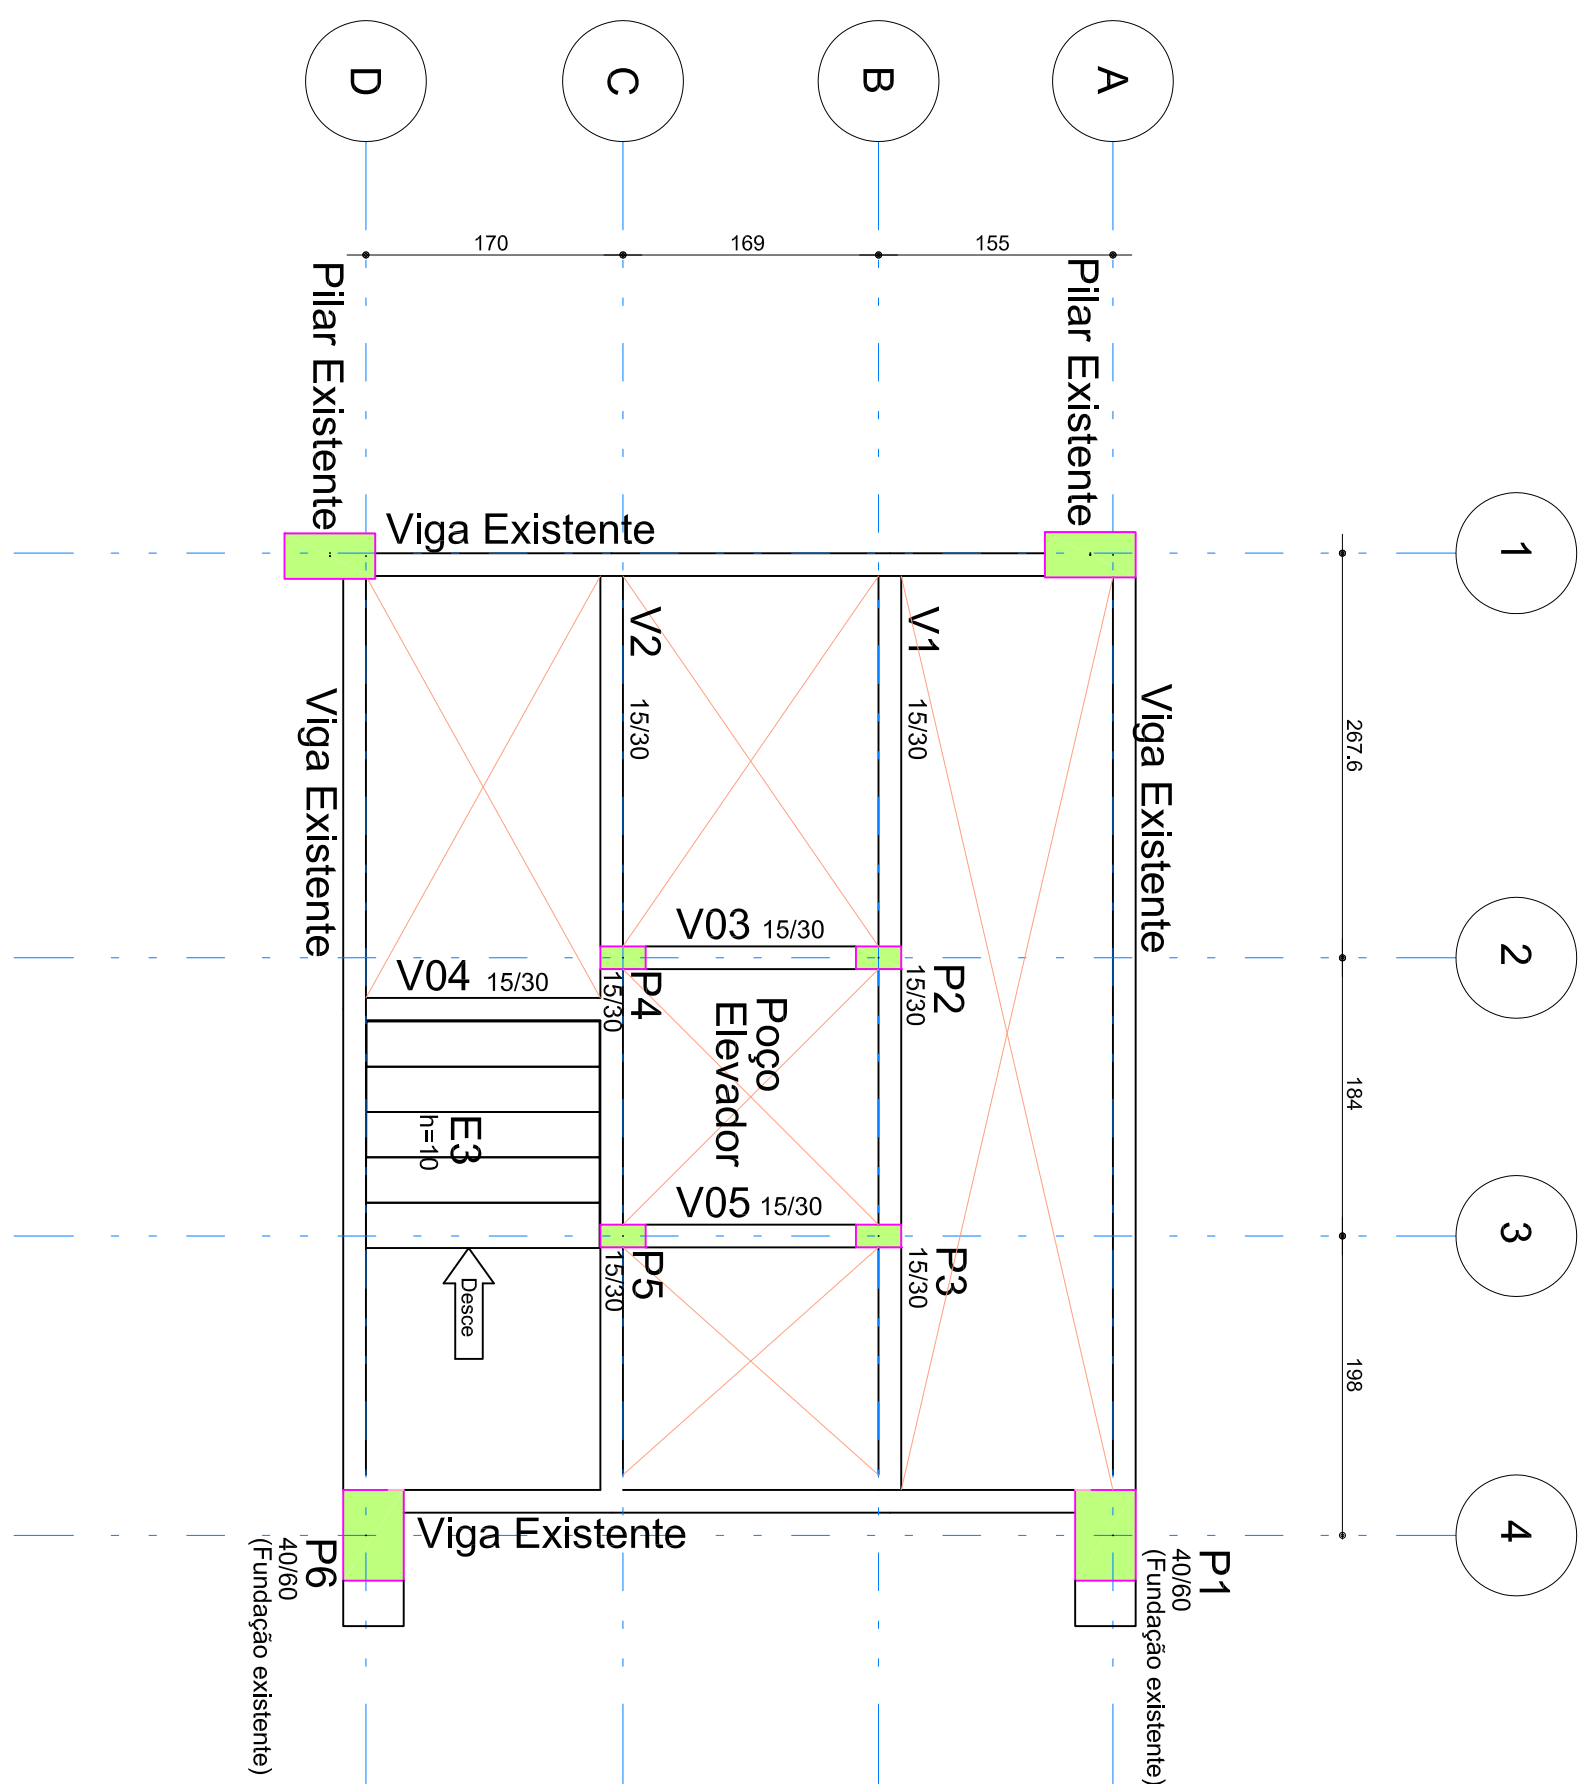 D
C
B
A
170
169
155
Pilar Existente
Pilar Existente
1
Viga Existente
V2
15/30
V1
15/30
Viga Existente
Viga Existente
267.6
V03 15/30
2
V04 15/30
P4
15/30
P2
15/30
Poço
Elevador
184
E3
h=10
V05 15/30
3
P5
15/30
P3
15/30
Desce
198
Viga Existente
4
P6
40/60
(Fundação existente)
P1
40/60
(Fundação existente)